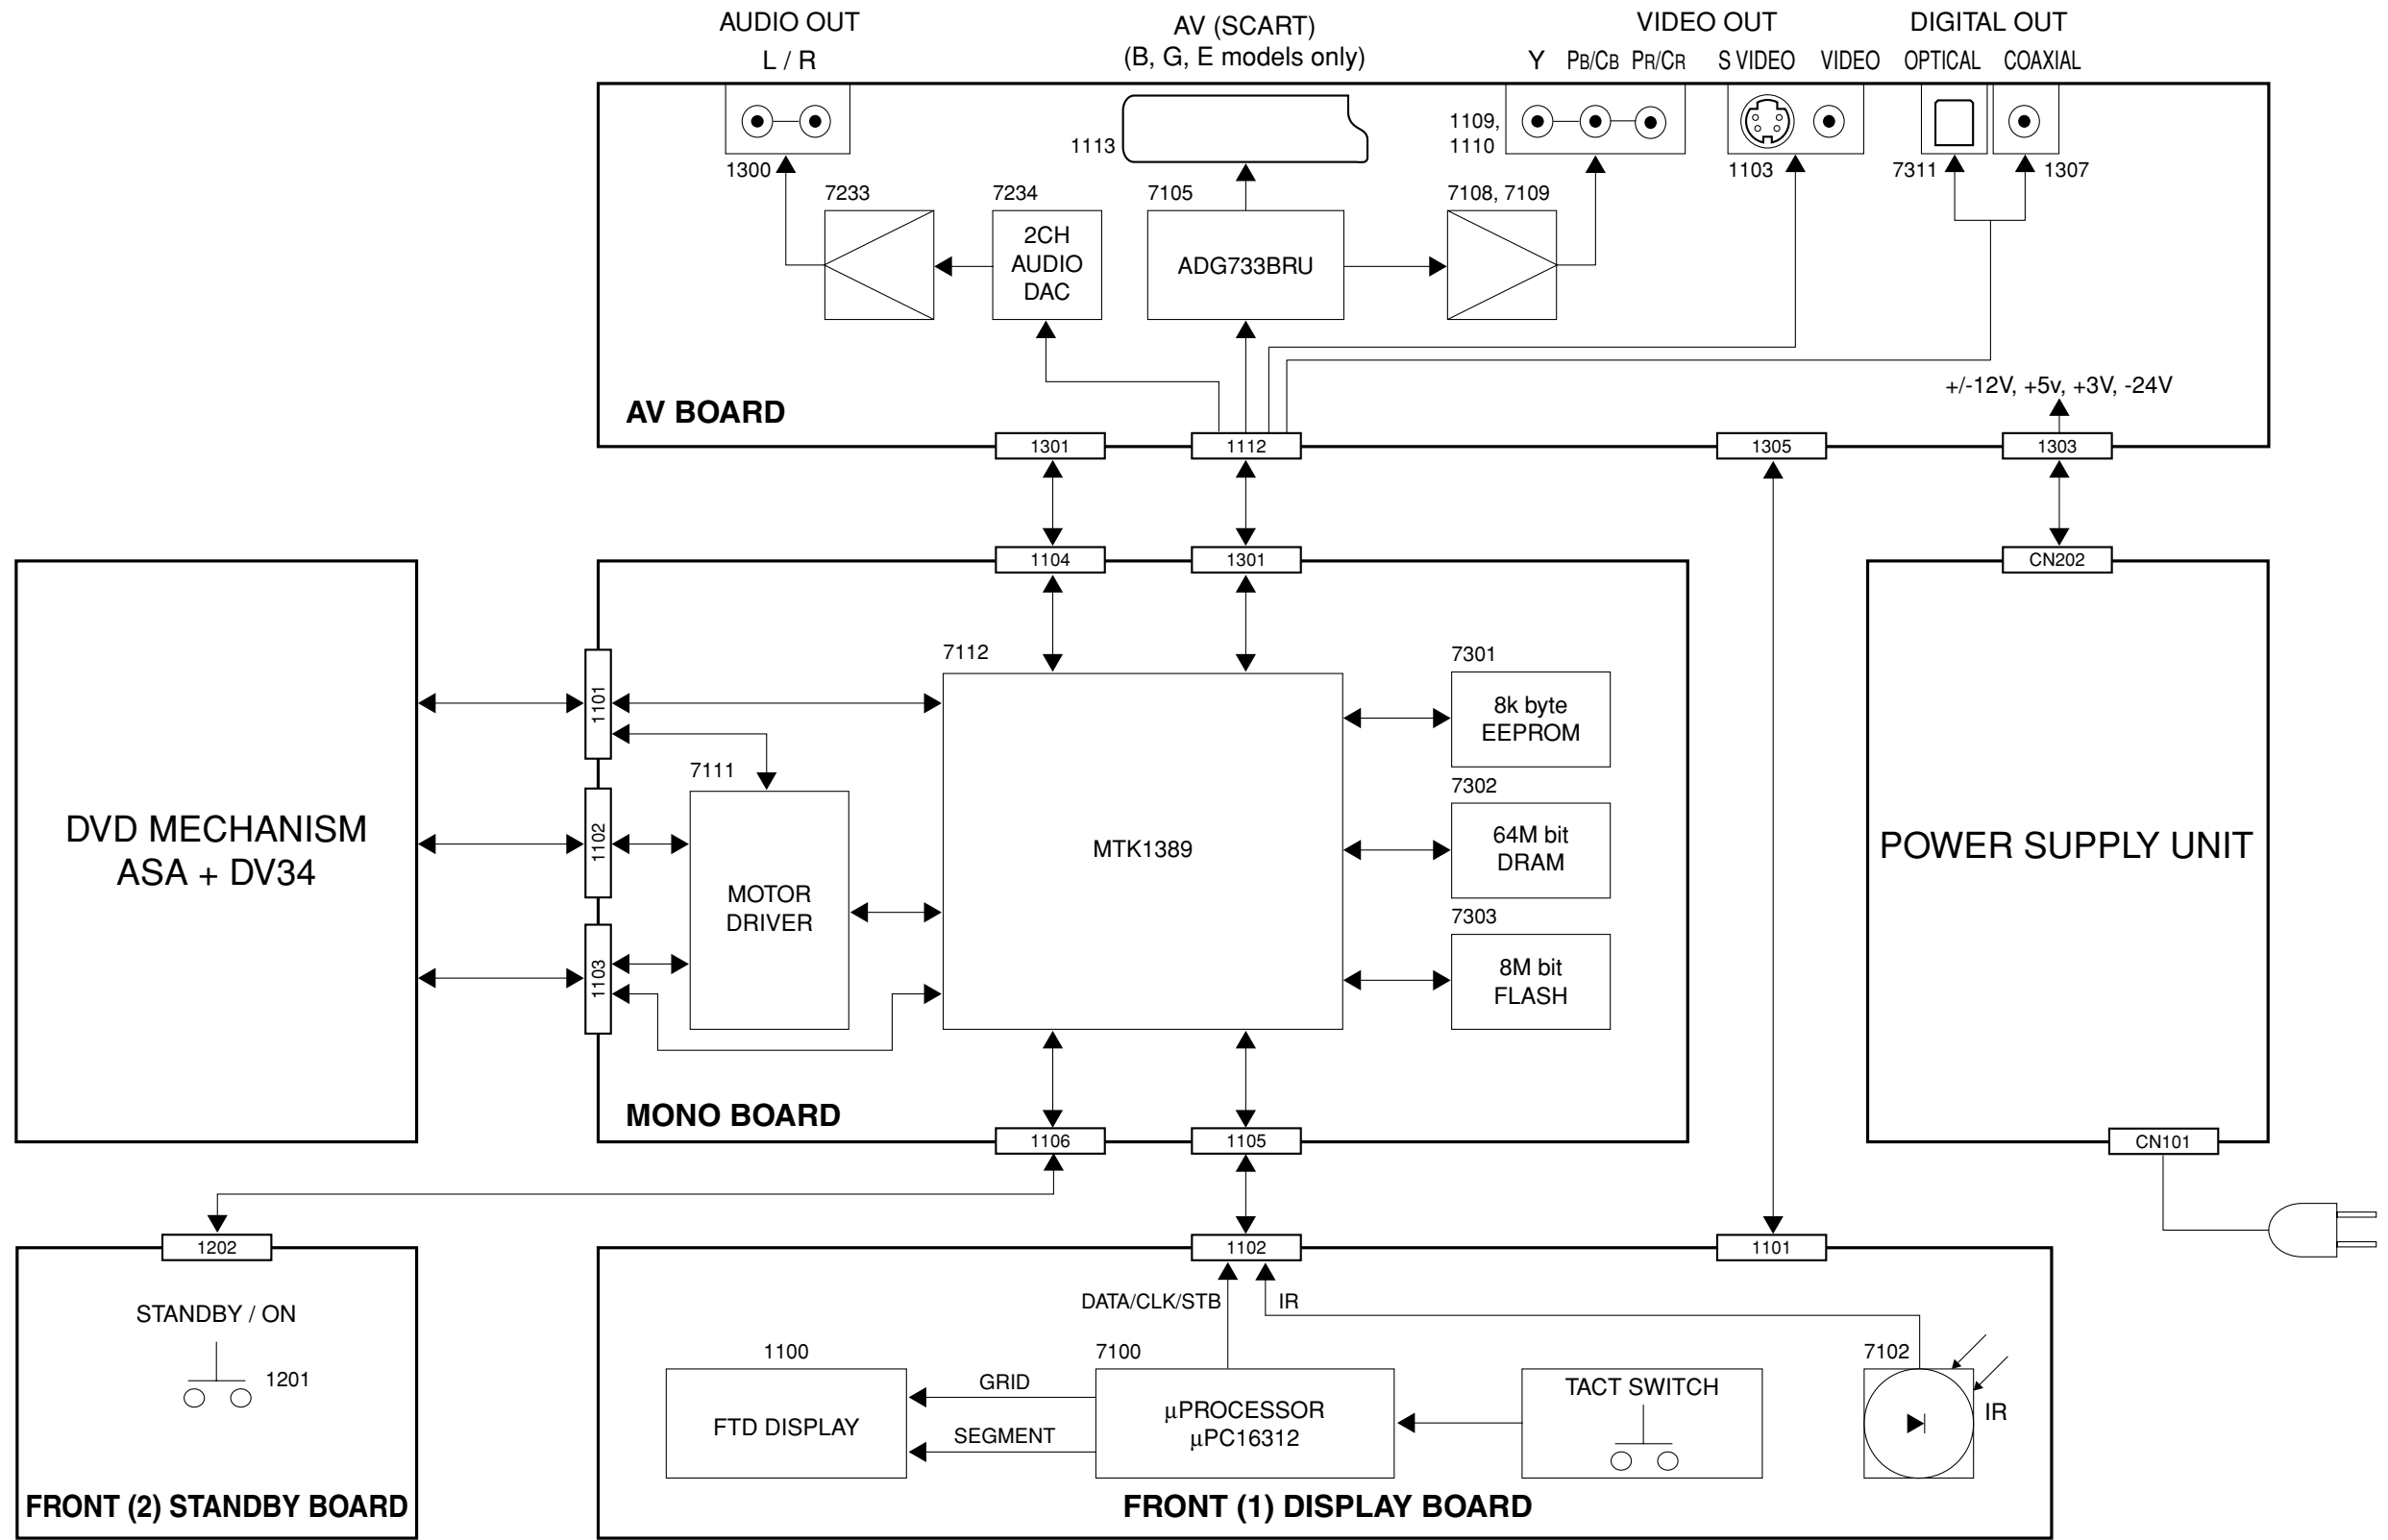 AUDIO OUT
L / R
AV (SCART)
(B, G, E models only)
VIDEO OUT
Y
PB/CB
PR/CR
S VIDEO
VIDEO
DIGITAL OUT
OPTICAL
COAXIAL
1300
1113
1109,
1110
1103
7311
1307
7233
7234
2CH
AUDIO
DAC
7105
ADG733BRU
7108, 7109
+/-12V, +5v, +3V, -24V
AV BOARD
1301
1112
1305
1303
1104
1301
CN202
DVD MECHANISM
ASA + DV34
1101
1102
1103
7111
MOTOR
DRIVER
7112
MTK1389
7301
8k byte
EEPROM
7302
64M bit
DRAM
7303
8M bit
FLASH
MONO BOARD
1106
1105
POWER SUPPLY UNIT
CN101
1202
STANDBY / ON
1201
FRONT (2) STANDBY BOARD
1102
1101
DATA/CLK/STB
IR
1100
FTD DISPLAY
GRID
SEGMENT
7100
µPROCESSOR
µPC16312
TACT SWITCH
7102
IR
FRONT (1) DISPLAY BOARD